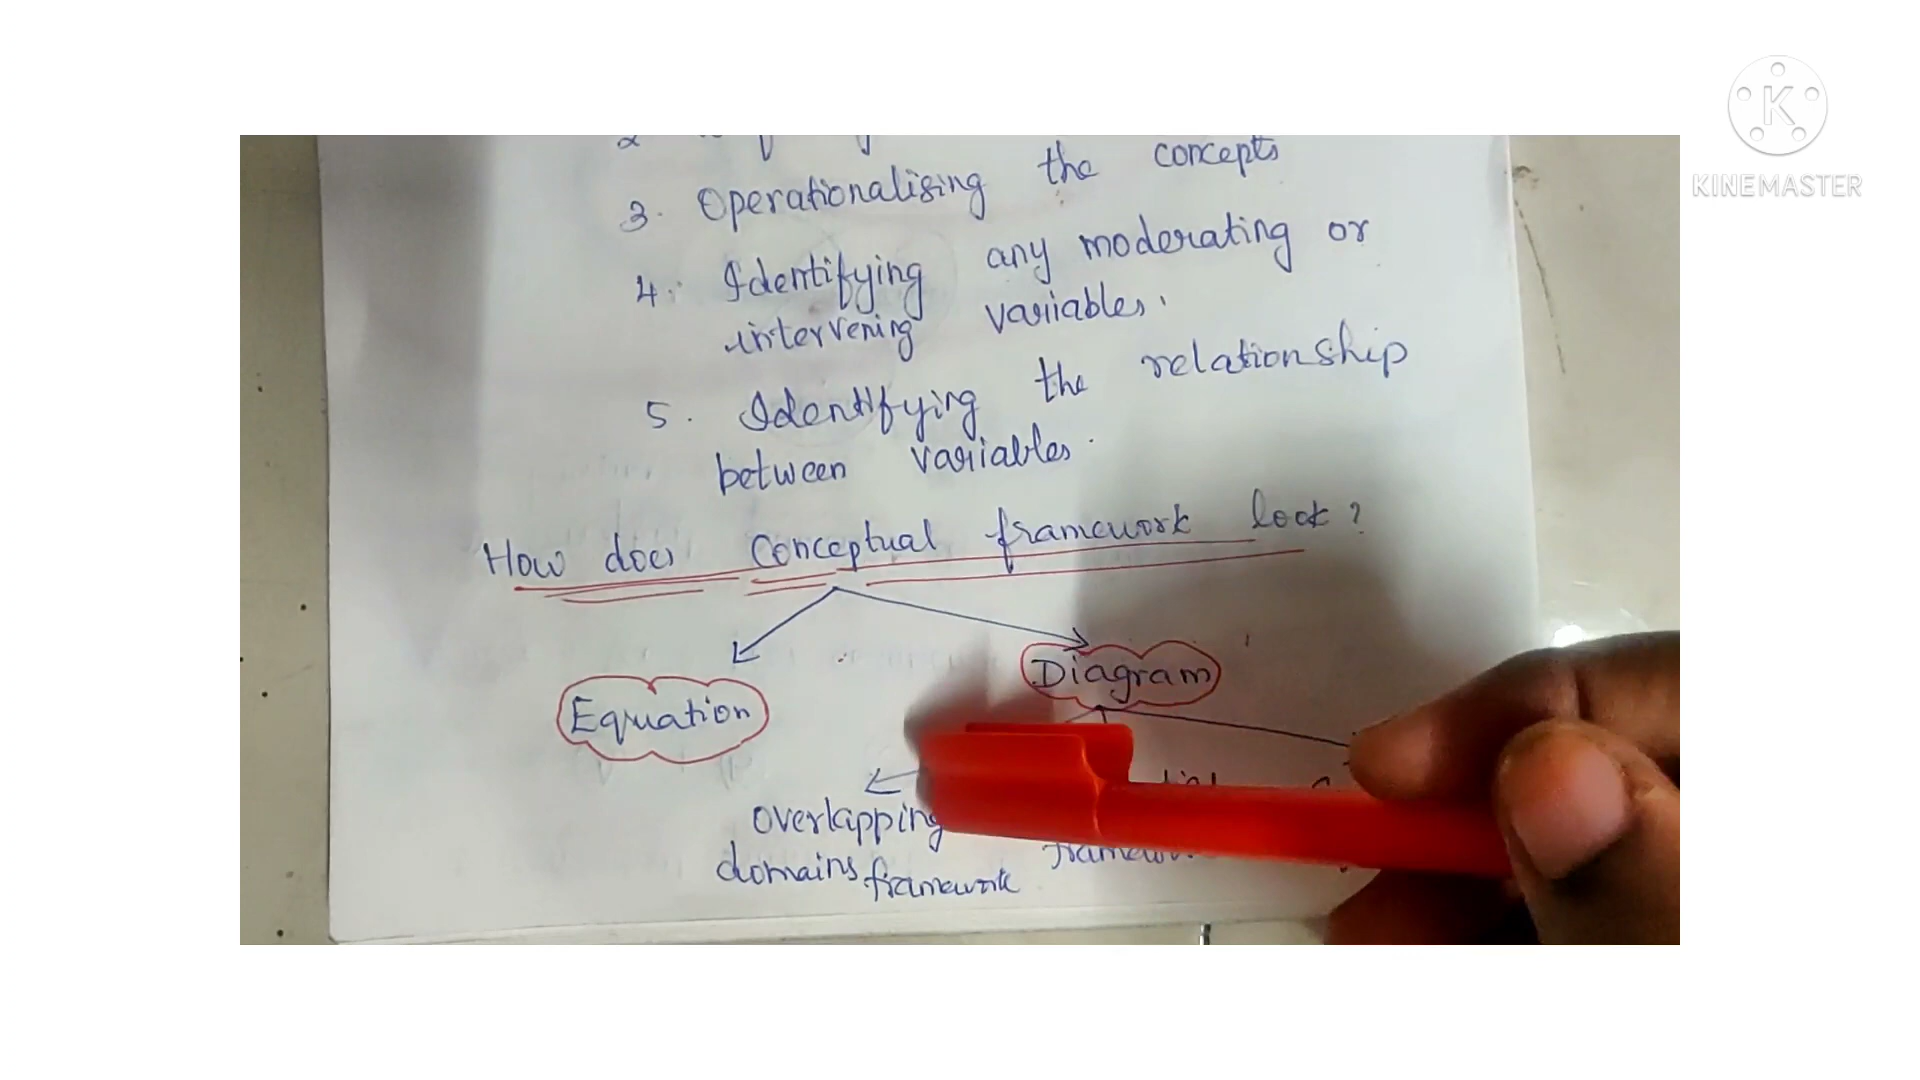 3. Operationalising the concepts
4. Identifying any moderating or
intervening variables.
5. Identifying the relationship
between variables.
How does conceptual framework look?
Equation
Diagram
overlapping
domains framework
K
KINEMASTER